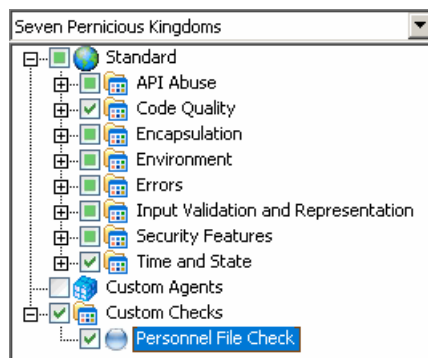 Seven Pernicious Kingdoms
Standard
API Abuse
Code Quality
Encapsulation
Environment
Errors
Input Validation and Representation
Security Features
Time and State
Custom Agents
Custom Checks
Personnel File Check